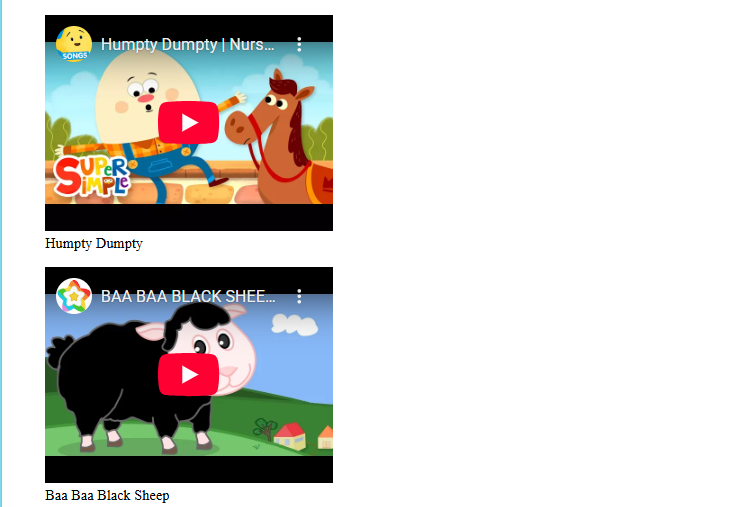 SONGS
Humpty Dumpty | Nurs...
SUPER
SIMPLE
Humpty Dumpty
BAA BAA BLACK SHEE...
Baa Baa Black Sheep